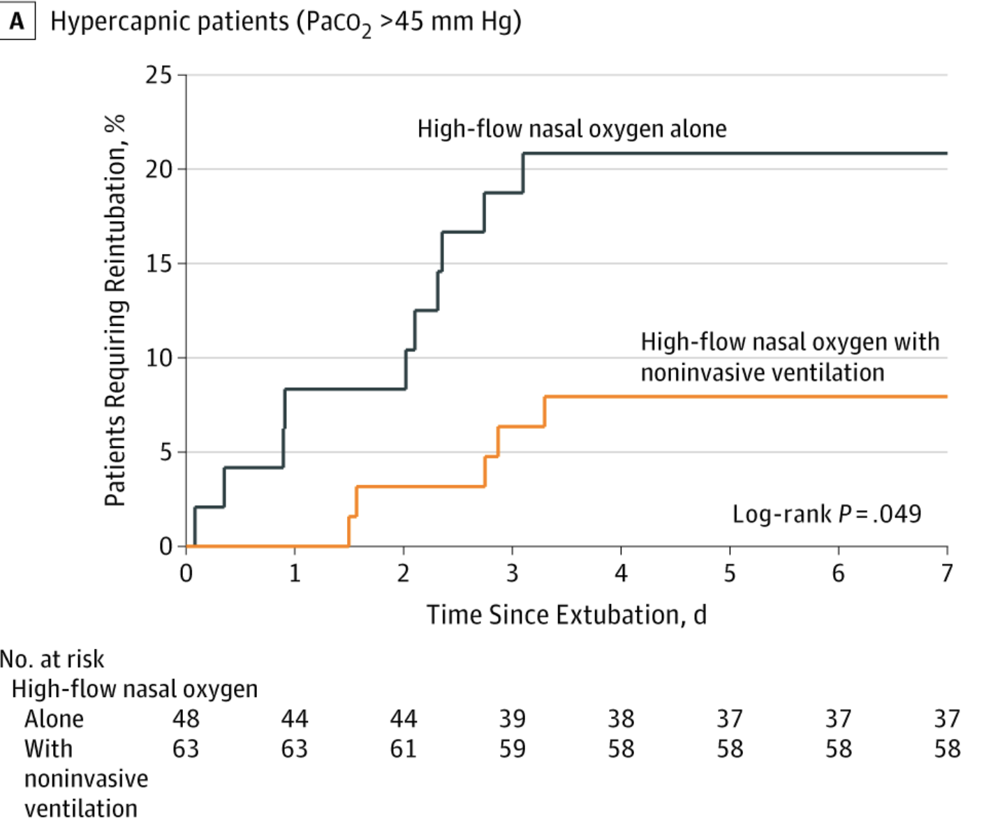 A Hypercapnic patients (PaCO₂ >45 mm Hg)
25
20
15
10
5
0
Patients Requiring Reintubation, %
High-flow nasal oxygen alone
High-flow nasal oxygen with
noninvasive ventilation
Log-rank P = .049
0 1 2 3 4 5 6 7
Time Since Extubation, d
No. at risk
High-flow nasal oxygen
Alone 48 44 44 39 38 37 37 37
With 63 63 61 59 58 58 58 58
noninvasive
ventilation